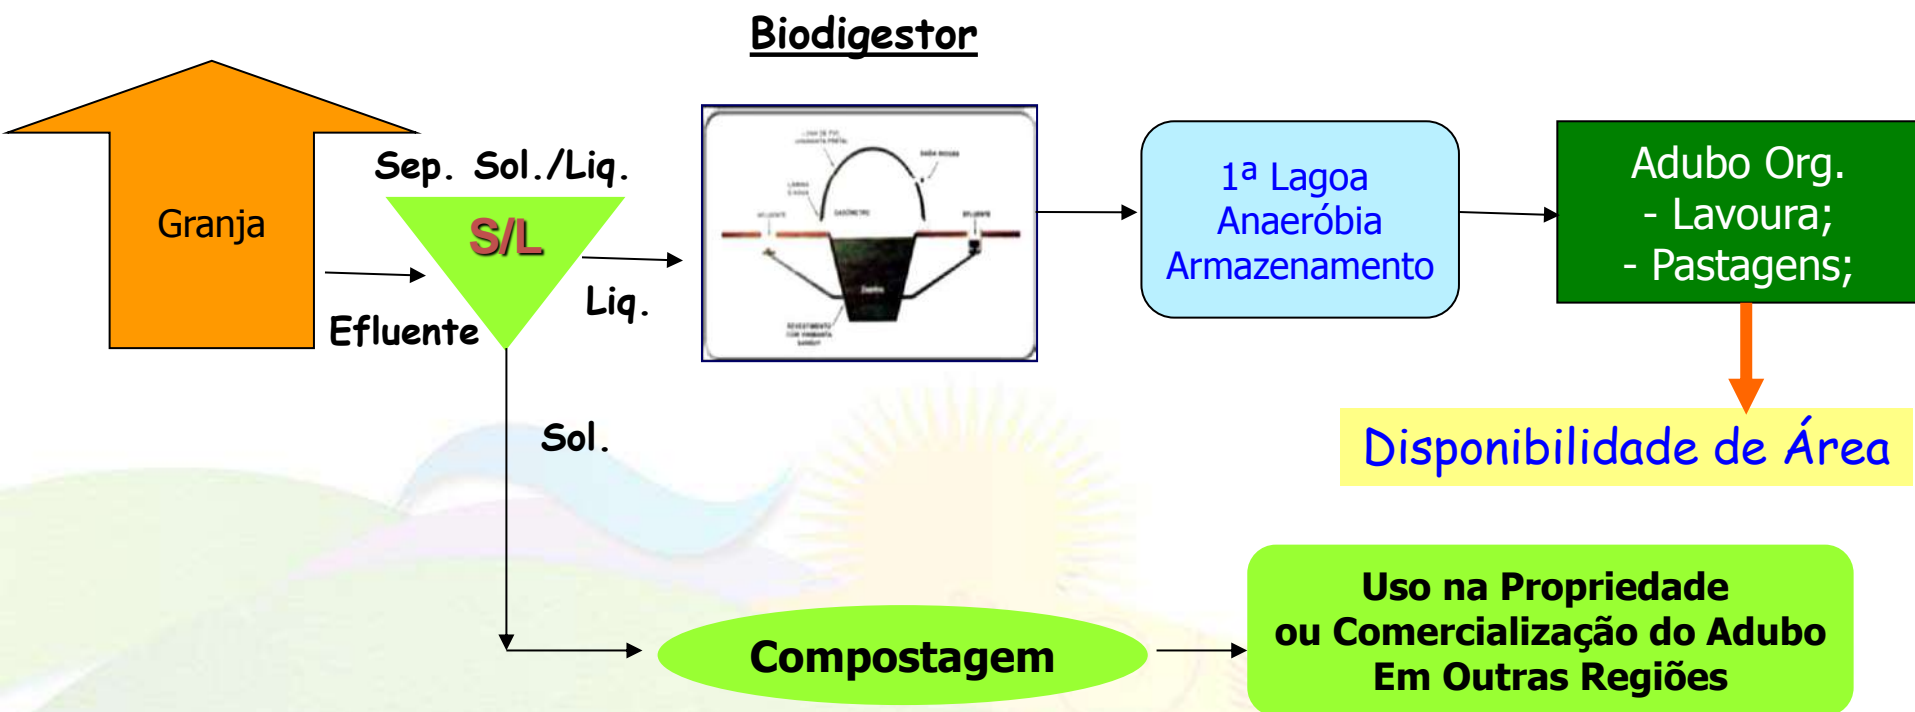 Biodigestor
Granja
Sep. Sol./Liq.
S/L
Efluente
Liq.
Sol.
1ª Lagoa
Anaeróbia
Armazenamento
Adubo Org.
- Lavoura;
- Pastagens;
Disponibilidade de Área
Compostagem
Uso na Propriedade
ou Comercialização do Adubo
Em Outras Regiões